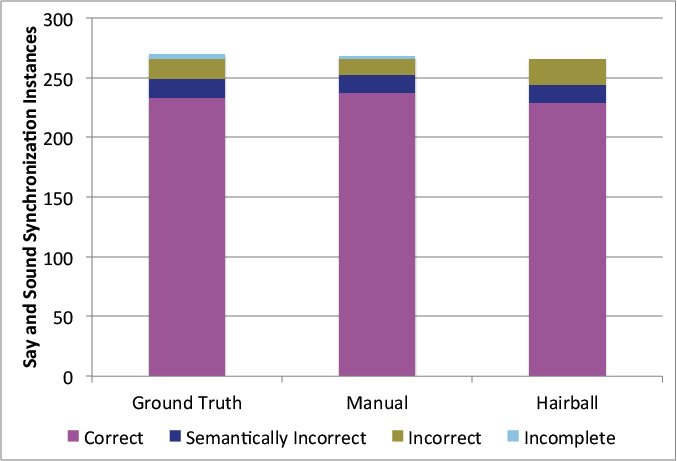 Say and Sound Synchronization Instances
300
250
200
150
100
50
0
Ground Truth Manual Hairball
Correct Semantically Incorrect Incorrect Incomplete